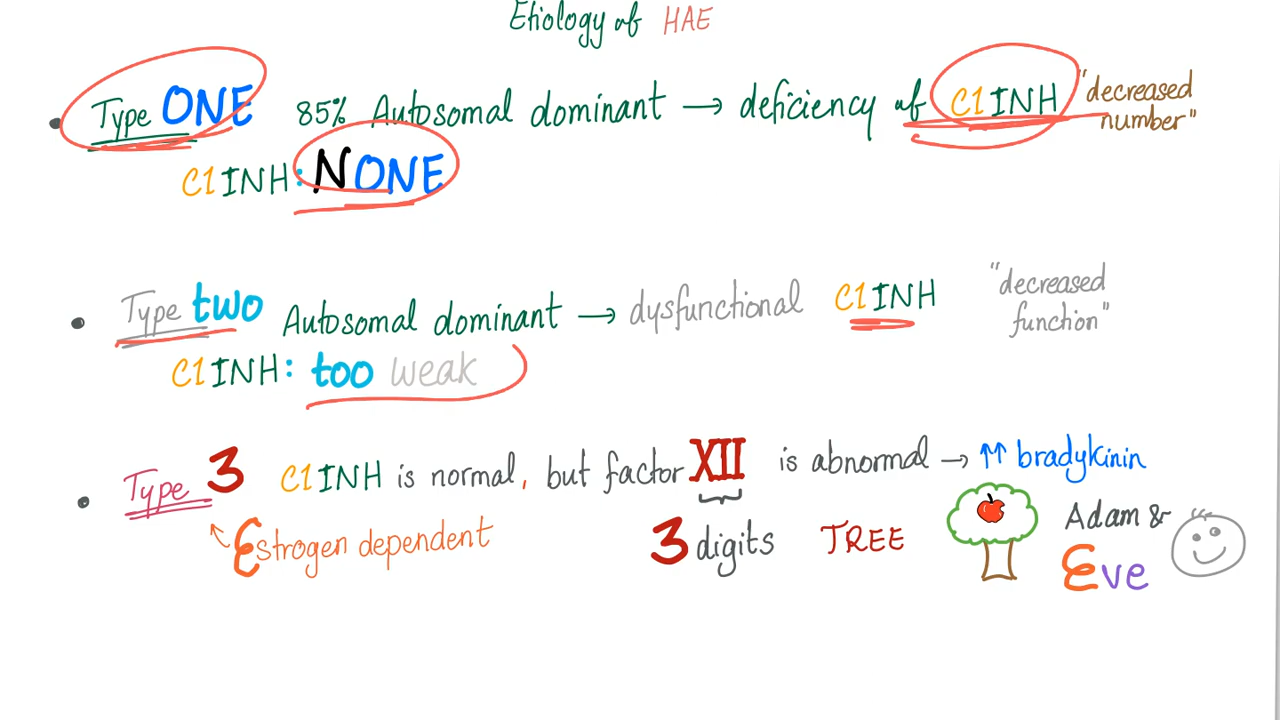 Etiology of HAE
• Type ONE 85% Autosomal dominant → deficiency of C1INH "decreased number"
C1INH: NONE
• Type two Autosomal dominant → dysfunctional C1INH "decreased function"
C1INH: too weak
• Type 3 C1INH is normal, but factor XII is abnormal → ↑↑ bradykinin
Estrogen dependent 3 digits TREE Adam & Eve